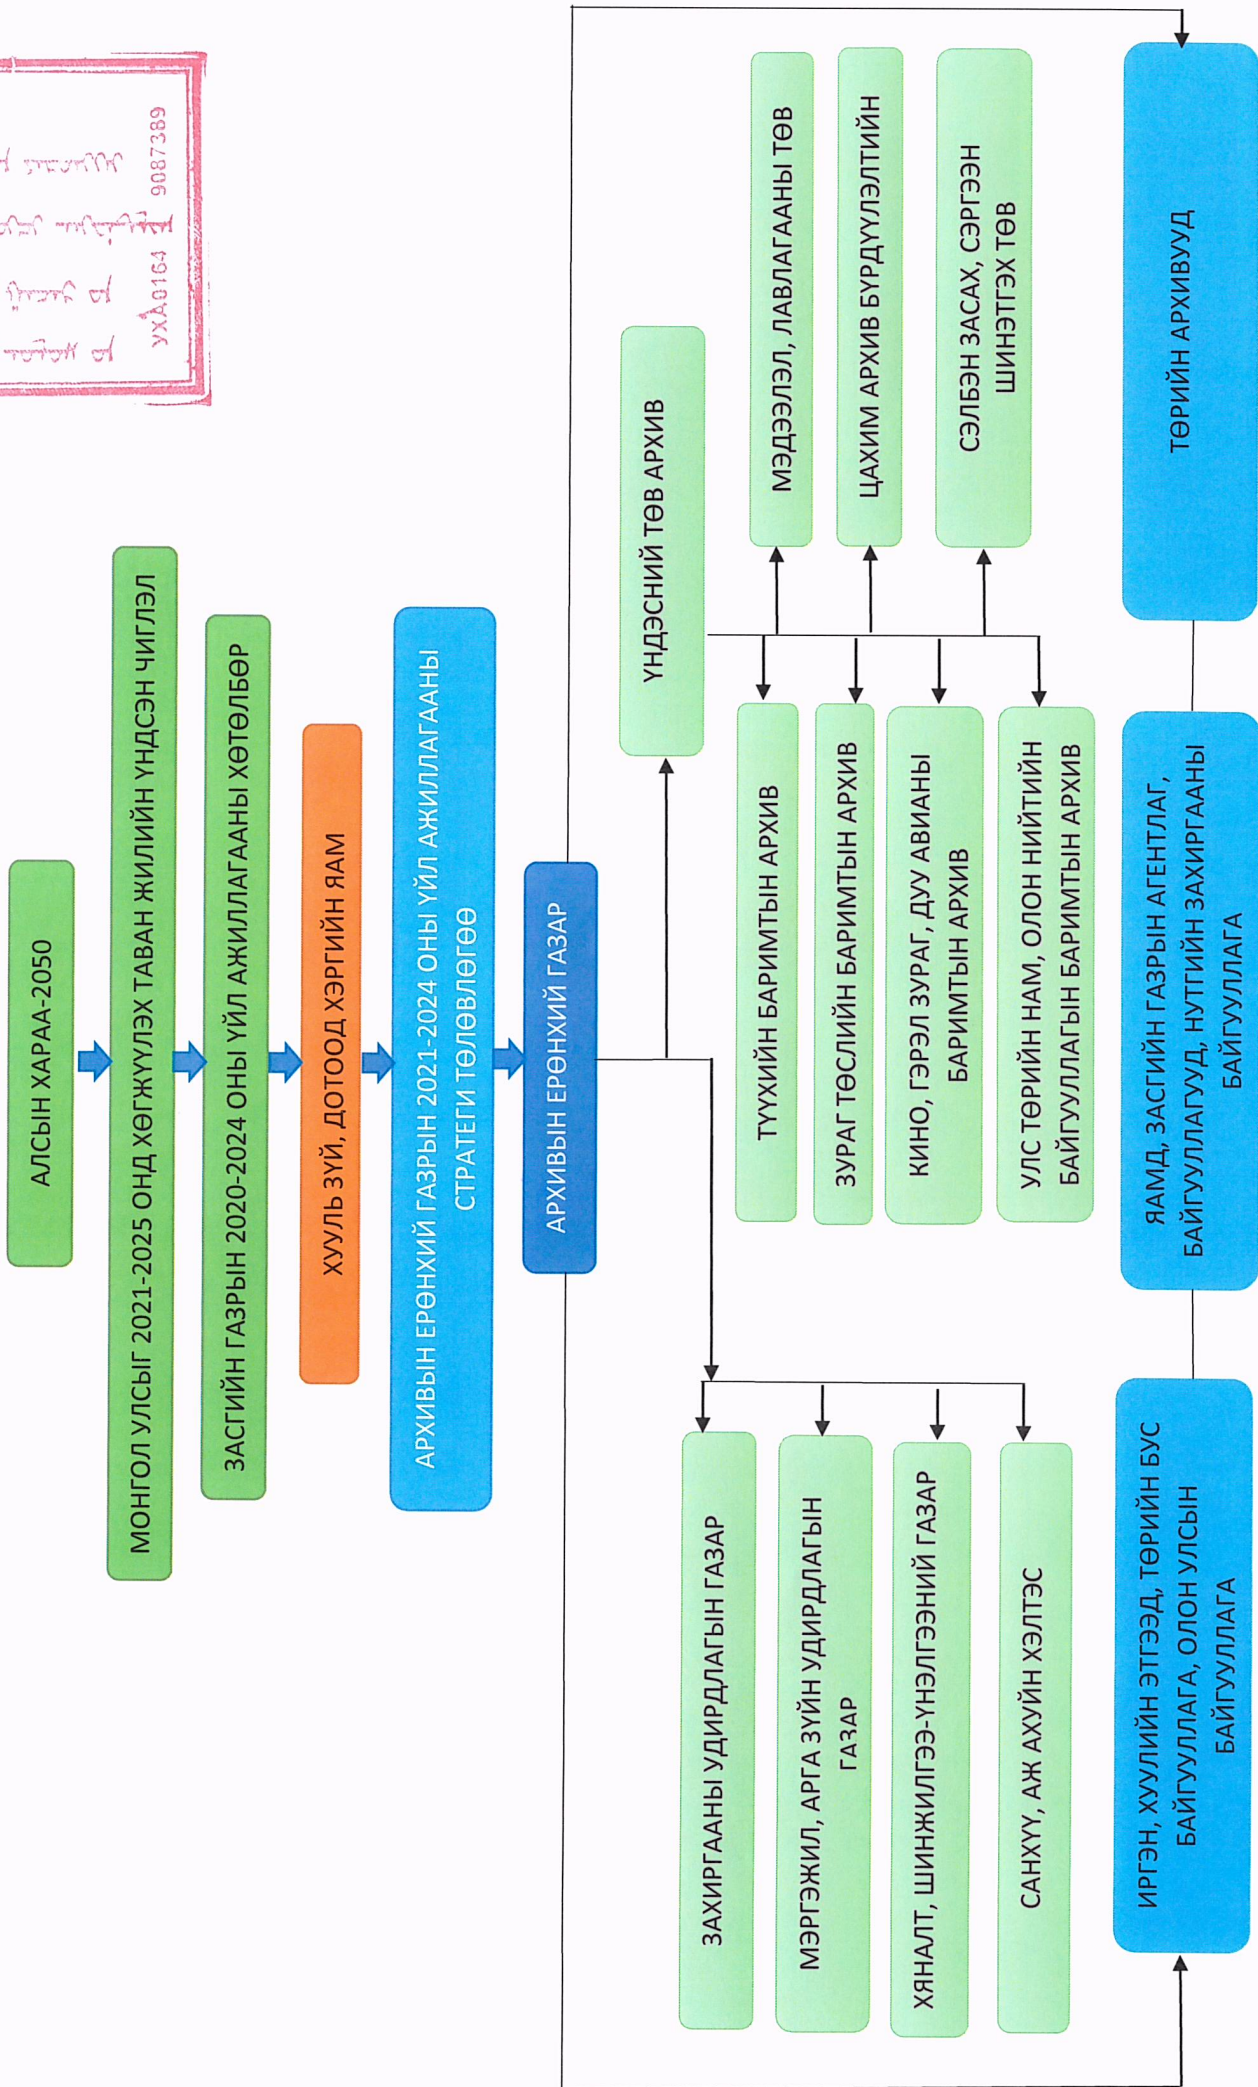 УХА0164
9087389
АЛСЫН ХАРАА-2050
МОНГОЛ УЛСЫГ 2021-2025 ОНД ХӨГЖҮҮЛЭХ ТАВАН ЖИЛИЙН ҮНДСЭН ЧИГЛЭЛ
ЗАСГИЙН ГАЗРЫН 2020-2024 ОНЫ ҮЙЛ АЖИЛЛАГААНЫ ХӨТӨЛБӨР
ХУУЛЬ ЗҮЙ, ДОТООД ХЭРГИЙН ЯАМ
АРХИВЫН ЕРӨНХИЙ ГАЗРЫН 2021-2024 ОНЫ ҮЙЛ АЖИЛЛАГААНЫ
СТРАТЕГИ ТӨЛӨВЛӨГӨӨ
АРХИВЫН ЕРӨНХИЙ ГАЗАР
ҮНДЭСНИЙ ТӨВ АРХИВ
ЗАХИРГААНЫ УДИРДЛАГЫН ГАЗАР
МЭРГЭЖИЛ, АРГА ЗҮЙН УДИРДЛАГЫН
ГАЗАР
ХЯНАЛТ, ШИНЖИЛГЭЭ-ҮНЭЛГЭЭНИЙ ГАЗАР
САНХҮҮ, АЖ АХУЙН ХЭЛТЭС
ТҮҮХИЙН БАРИМТЫН АРХИВ
ЗУРАГ ТӨСЛИЙН БАРИМТЫН АРХИВ
КИНО, ГЭРЭЛ ЗУРАГ, ДУУ АВИАНЫ
БАРИМТЫН АРХИВ
УЛС ТӨРИЙН НАМ, ОЛОН НИЙТИЙН
БАЙГУУЛЛАГЫН БАРИМТЫН АРХИВ
МЭДЭЭЛЭЛ, ЛАВЛАГААНЫ ТӨВ
ЦАХИМ АРХИВ БҮРДҮҮЛЭЛТИЙН
СЭЛБЭН ЗАСАХ, СЭРГЭЭН
ШИНЭТГЭХ ТӨВ
ИРГЭН, ХУУЛИЙН ЭТГЭЭД, ТӨРИЙН БУС
БАЙГУУЛЛАГА, ОЛОН УЛСЫН
БАЙГУУЛЛАГА
ЯАМД, ЗАСГИЙН ГАЗРЫН АГЕНТЛАГ,
БАЙГУУЛЛАГУУД, НУТГИЙН ЗАХИРГААНЫ
БАЙГУУЛЛАГА
ТӨРИЙН АРХИВУУД